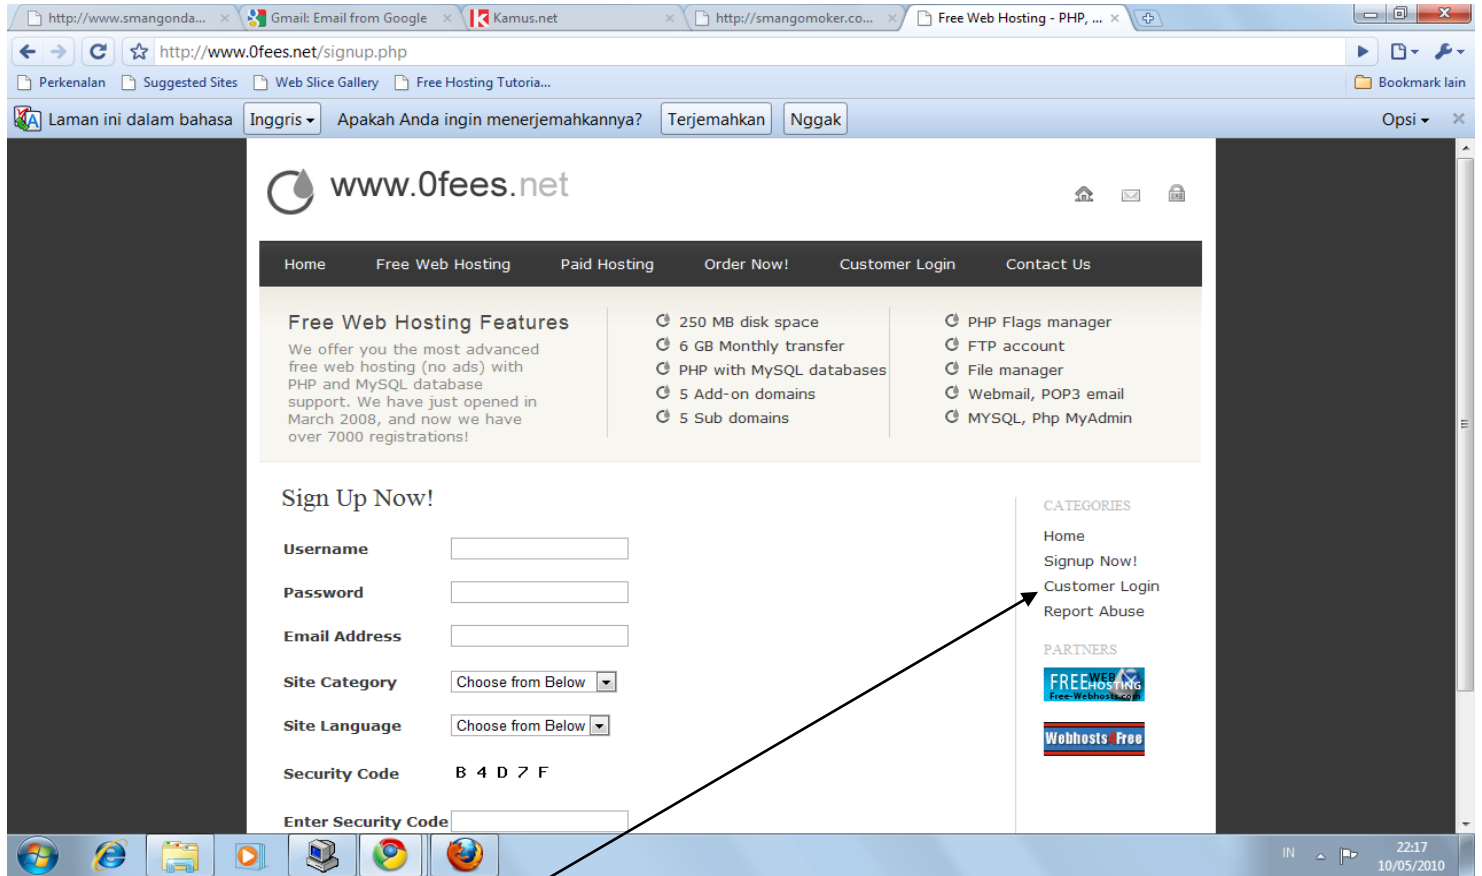 http://www.smangonda...
Gmail: Email from Google
Kamus.net
http://smangomoker.co...
Free Web Hosting - PHP, ...
http://www.0fees.net/signup.php
Perkenalan
Suggested Sites
Web Slice Gallery
Free Hosting Tutoria...
Bookmark lain
Laman ini dalam bahasa Inggris Apakah Anda ingin menerjemahkannya? Terjemahkan Nggak Opsi
www.0fees.net
Home Free Web Hosting Paid Hosting Order Now! Customer Login Contact Us
Free Web Hosting Features
We offer you the most advanced
free web hosting (no ads) with
PHP and MySQL database
support. We have just opened in
March 2008, and now we have
over 7000 registrations!
250 MB disk space
6 GB Monthly transfer
PHP with MySQL databases
5 Add-on domains
5 Sub domains
PHP Flags manager
FTP account
File manager
Webmail, POP3 email
MYSQL, Php MyAdmin
Sign Up Now!
Username
Password
Email Address
Site Category Choose from Below
Site Language Choose from Below
Security Code B 4 D 7 F
Enter Security Code
CATEGORIES
Home
Signup Now!
Customer Login
Report Abuse
PARTNERS
FREE WEB HOSTING
Free-Webhosts.com
Webhosts4Free
IN
22:17
10/05/2010